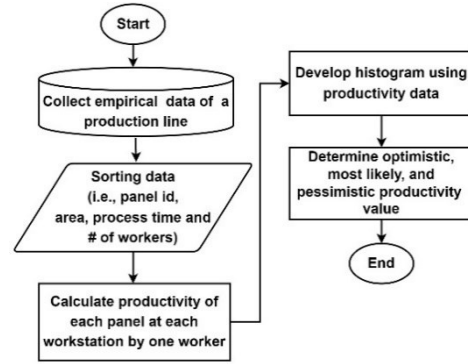 Start
Collect empirical data of a
production line
Sorting data
(i.e., panel id,
area, process time and
# of workers)
Calculate productivity of
each panel at each
workstation by one worker
Develop histogram using
productivity data
Determine optimistic,
most likely, and
pessimistic productivity
value
End